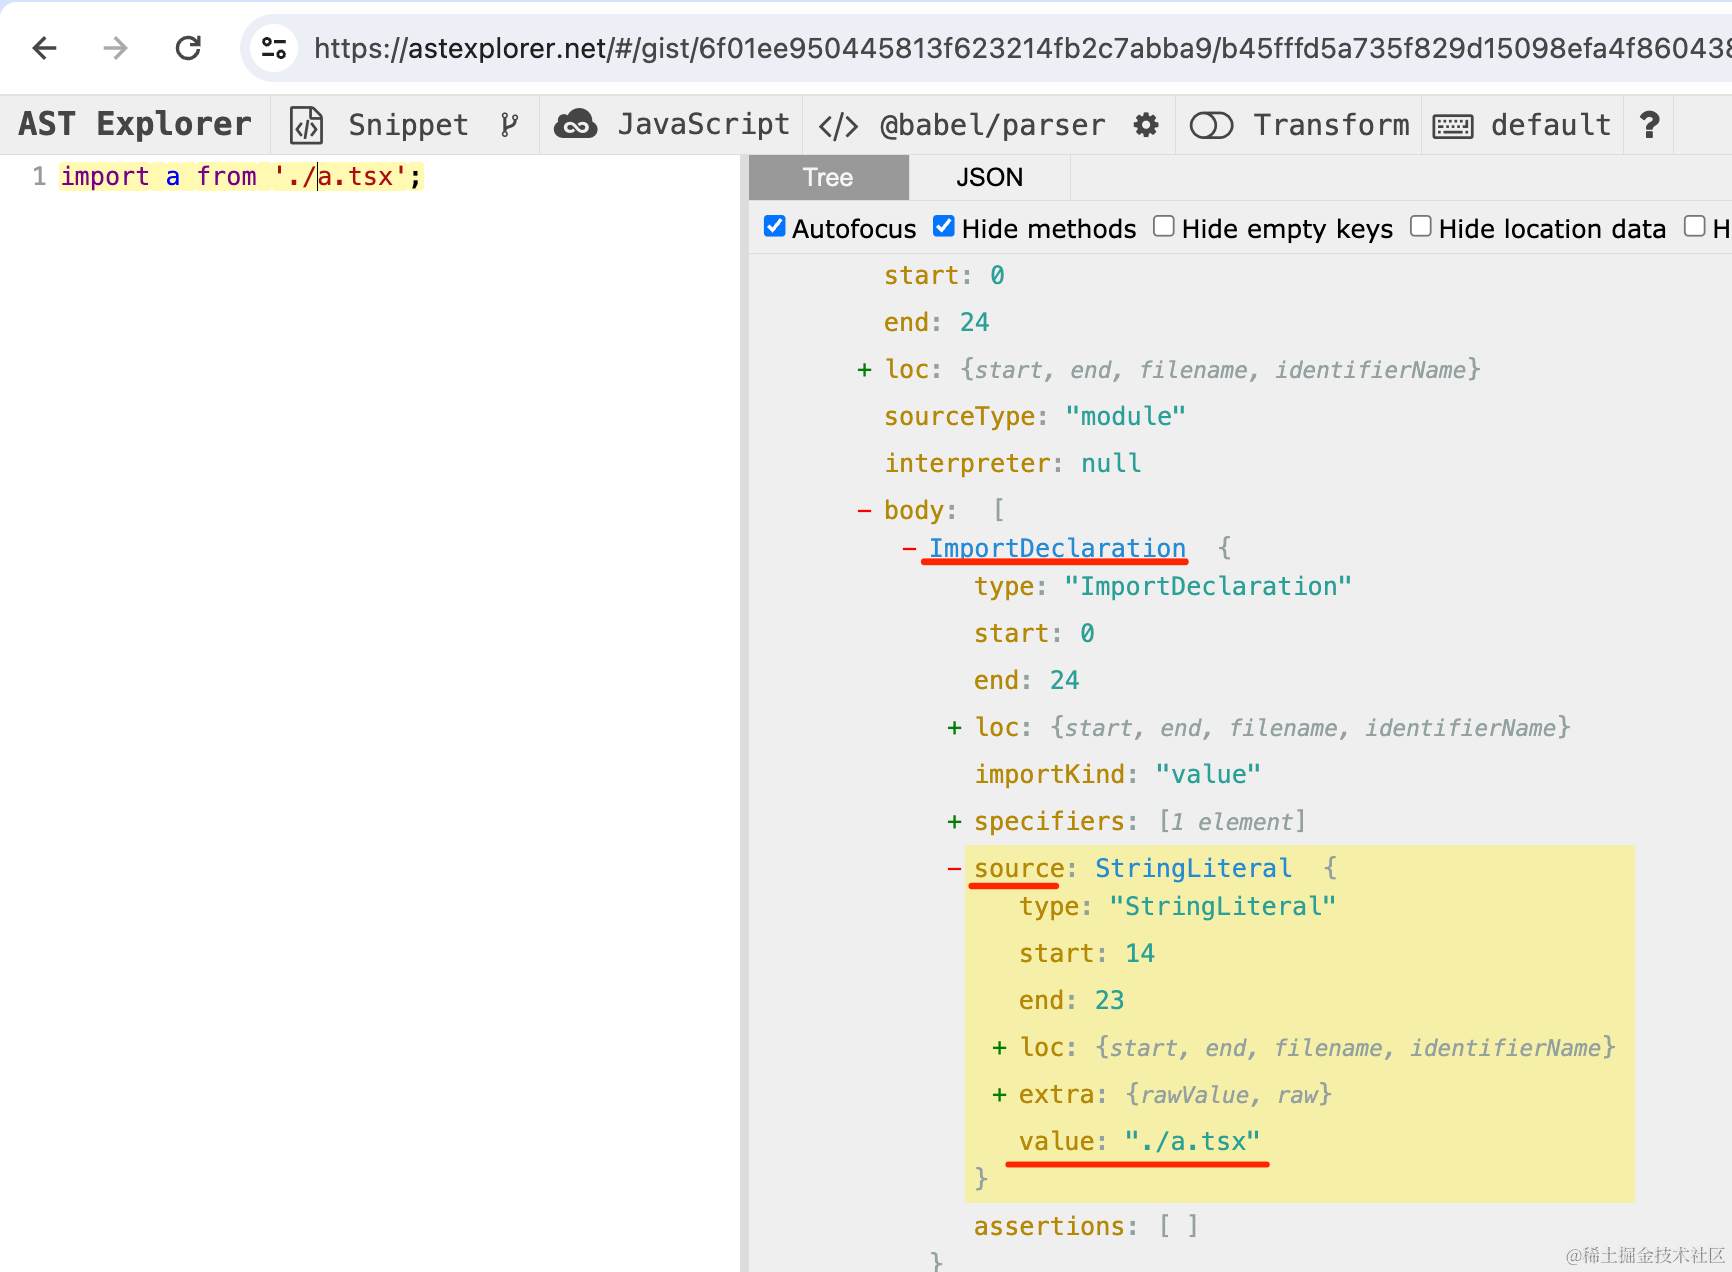 https://astexplorer.net/#/gist/6f01ee950445813f623214fb2c7abba9/b45fffd5a735f829d15098efa4f86043
AST Explorer Snippet JavaScript </> @babel/parser Transform default ?
1 import a from './a.tsx';
Tree JSON
Autofocus Hide methods Hide empty keys Hide location data H
start: 0
end: 24
+ loc: {start, end, filename, identifierName}
sourceType: "module"
interpreter: null
- body: [
- ImportDeclaration {
type: "ImportDeclaration"
start: 0
end: 24
+ loc: {start, end, filename, identifierName}
importKind: "value"
+ specifiers: [1 element]
- source: StringLiteral {
type: "StringLiteral"
start: 14
end: 23
+ loc: {start, end, filename, identifierName}
+ extra: {rawValue, raw}
value: "./a.tsx"
}
assertions: [ ]
}
@稀土掘金技术社区